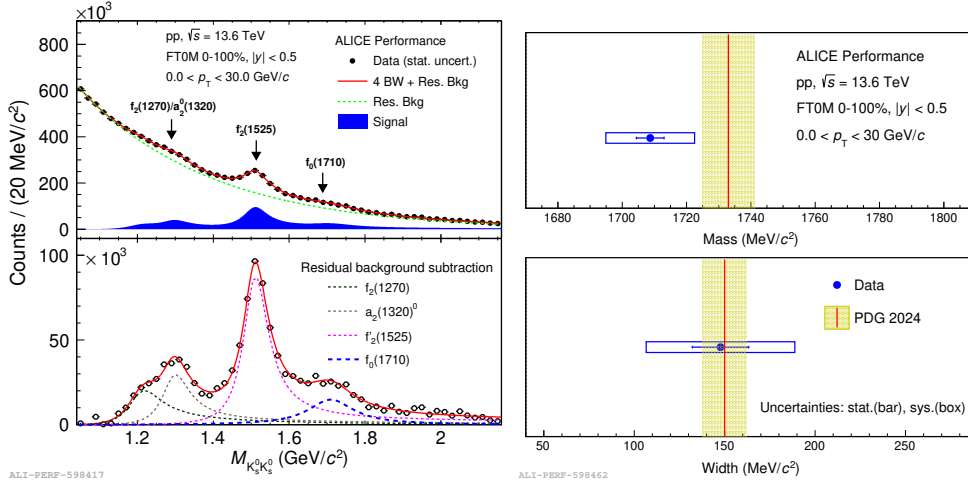 800
600
400
200
0
×10³
pp, √s = 13.6 TeV
FT0M 0-100%, |y| < 0.5
0.0 < p_T < 30.0 GeV/c
ALICE Performance
Data (stat. uncert.)
4 BW + Res. Bkg
Res. Bkg
Signal
f₂(1270)/a₂⁰(1320)
f₂'(1525)
f₀(1710)
Counts / (20 MeV/c²)
100
50
0
×10³
Residual background subtraction
f₂(1270)
a₂(1320)⁰
f'₂(1525)
f₀(1710)
1.2 1.4 1.6 1.8 2
M_K⁰ₛK⁰ₛ (GeV/c²)
ALI-PERF-598417
ALICE Performance
pp, √s = 13.6 TeV
FT0M 0-100%, |y| < 0.5
0.0 < p_T < 30 GeV/c
1680 1700 1720 1740 1760 1780 1800
Mass (MeV/c²)
Data
PDG 2024
Uncertainties: stat.(bar), sys.(box)
50 100 150 200 250
Width (MeV/c²)
ALI-PERF-598462